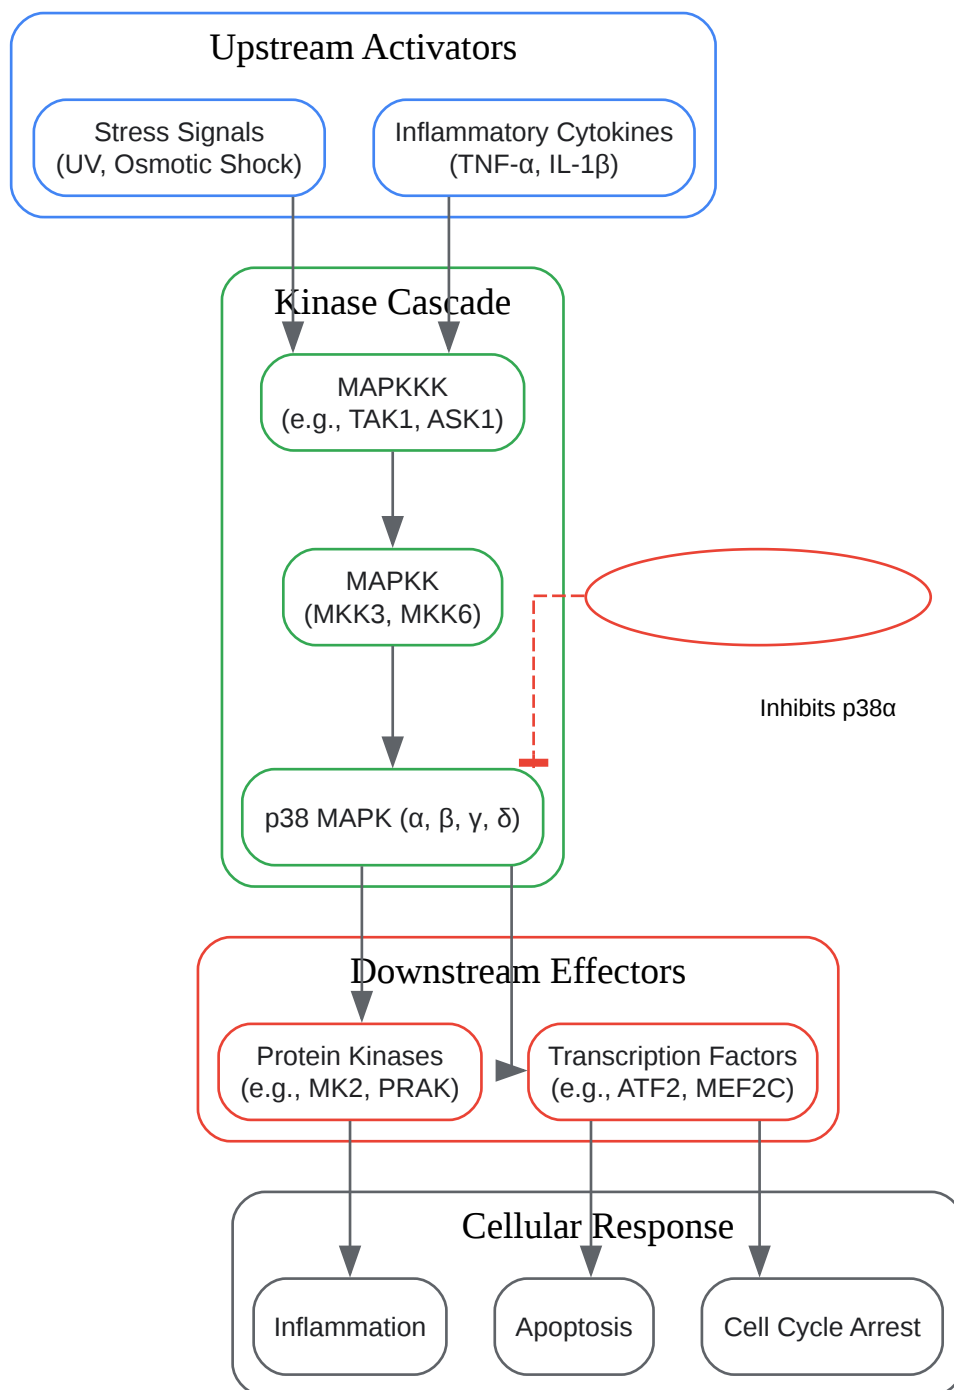 Upstream Activators
Stress Signals
(UV, Osmotic Shock)
Inflammatory Cytokines
(TNF-α, IL-1β)
Kinase Cascade
MAPKKK
(e.g., TAK1, ASK1)
MAPKK
(MKK3, MKK6)
Inhibits p38α
p38 MAPK (α, β, γ, δ)
Downstream Effectors
Protein Kinases
(e.g., MK2, PRAK)
Transcription Factors
(e.g., ATF2, MEF2C)
Cellular Response
Inflammation
Apoptosis
Cell Cycle Arrest